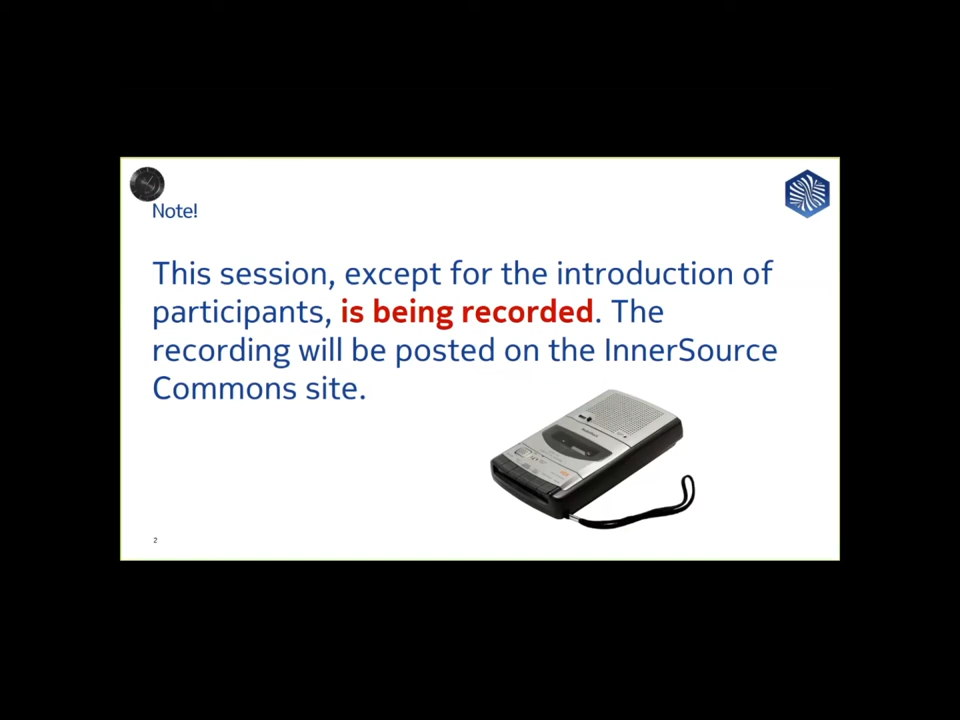 Note!
This session, except for the introduction of
participants, is being recorded. The
recording will be posted on the InnerSource
Commons site.
2